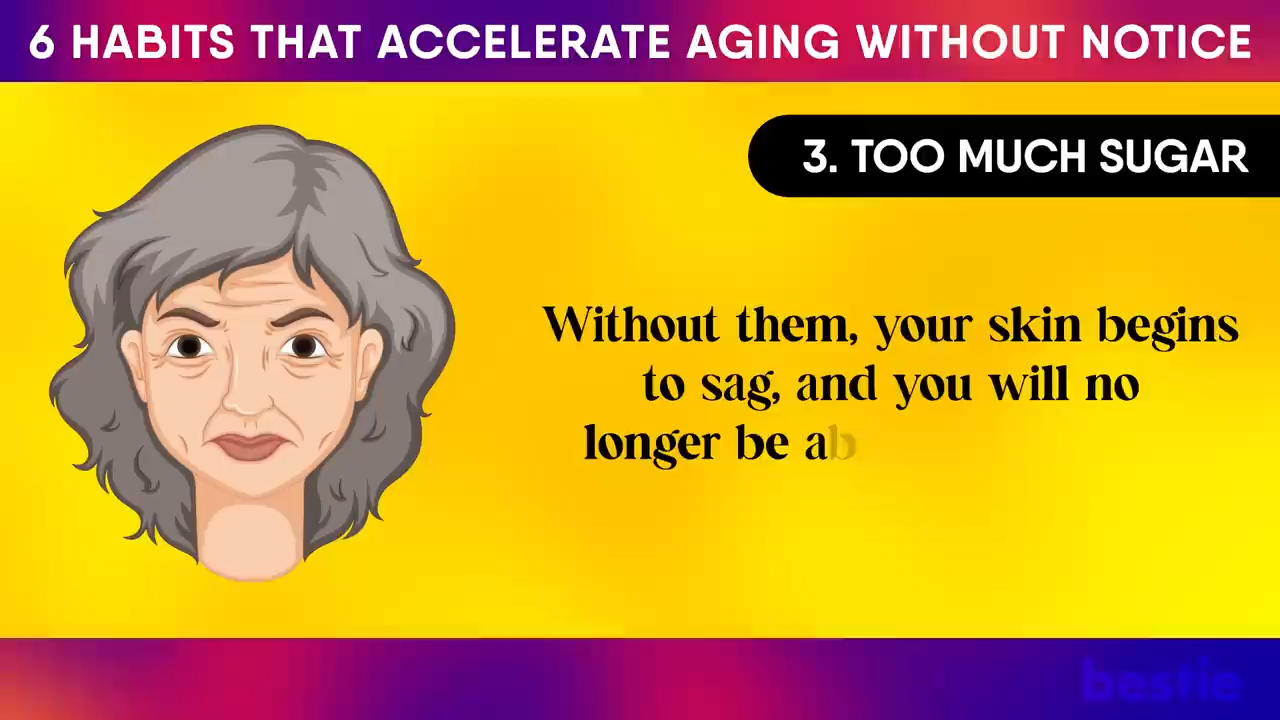 6 HABITS THAT ACCELERATE AGING WITHOUT NOTICE
3. TOO MUCH SUGAR
Without them, your skin begins
to sag, and you will no
longer be ab
bestie